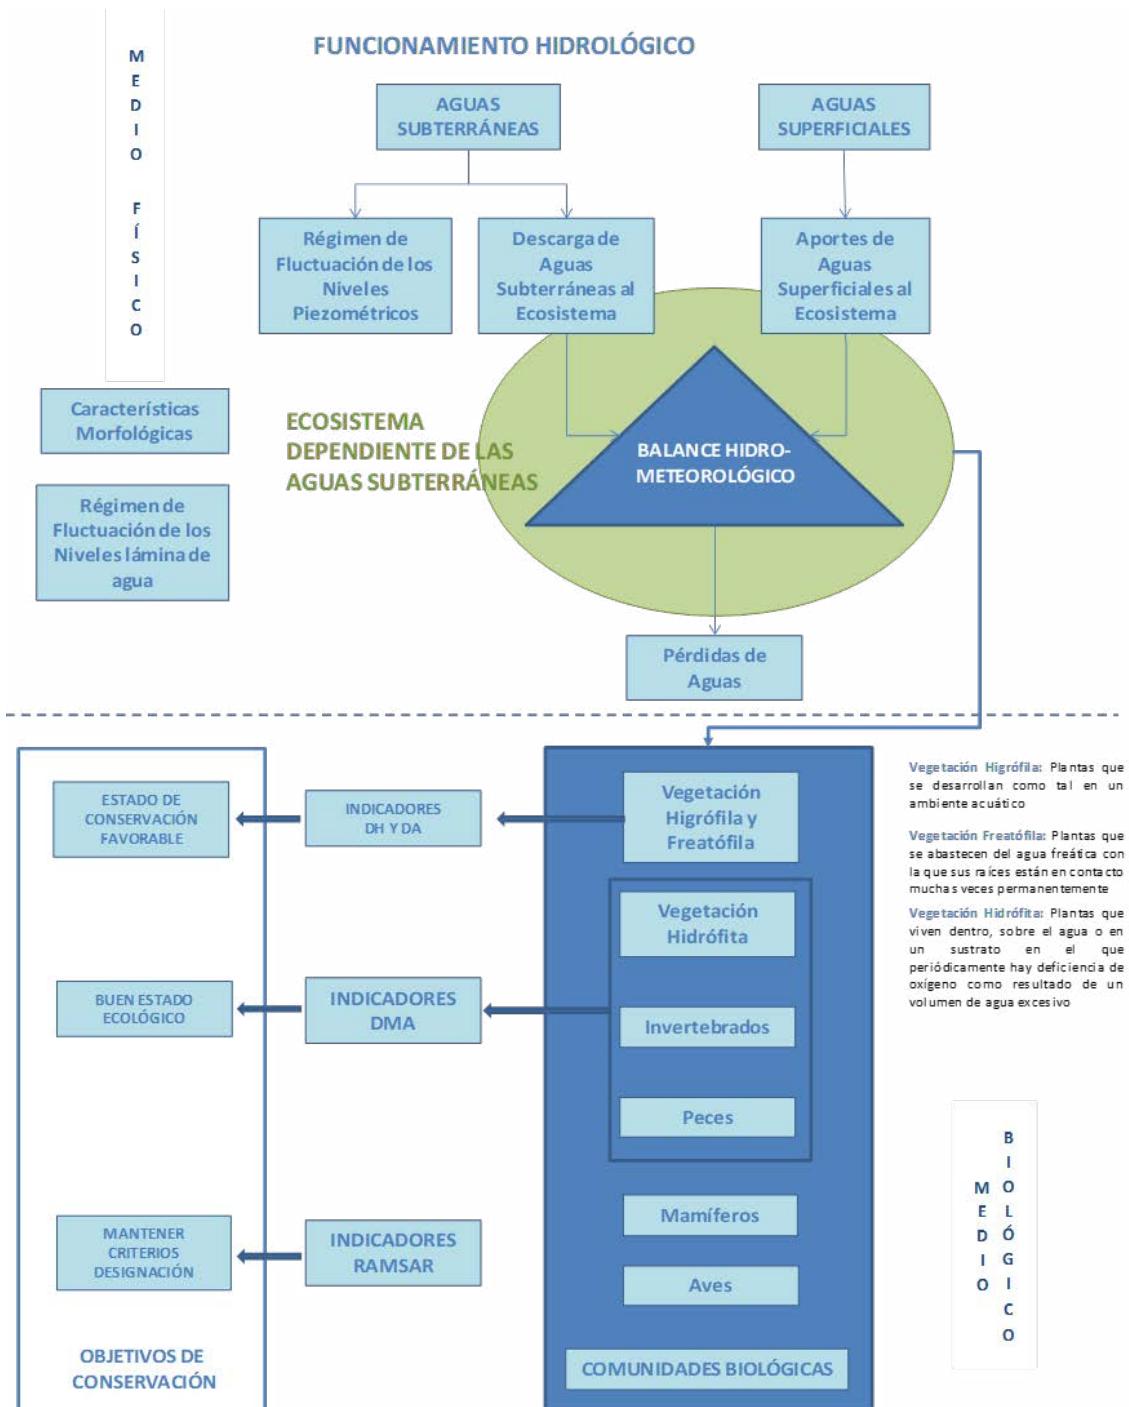 MEDIO FÍSICO
FUNCIONAMIENTO HIDROLÓGICO
AGUAS
SUBTERRÁNEAS
AGUAS
SUPERFICIALES
Régimen de
Fluctuación de los
Niveles
Piezométricos
Descarga de
Aguas
Subterráneas al
Ecosistema
Aportes de
Aguas
Superficiales al
Ecosistema
Características
Morfológicas
Régimen de
Fluctuación de los
Niveles lámina de
agua
ECOSISTEMA
DEPENDIENTE DE LAS
AGUAS SUBTERRÁNEAS
BALANCE HIDRO-
METEOROLÓGICO
Pérdidas de
Aguas
ESTADO DE
CONSERVACIÓN
FAVORABLE
INDICADORES
DH Y DA
Vegetación
Higrófila y
Freatófila
Vegetación
Hidrófita
BUEN ESTADO
ECOLÓGICO
INDICADORES
DMA
Invertebrados
Peces
Mamíferos
MANTENER
CRITERIOS
DESIGNACIÓN
INDICADORES
RAMSAR
Aves
OBJETIVOS DE
CONSERVACIÓN
COMUNIDADES BIOLÓGICAS
Vegetación Higrófila: Plantas que
se desarrollan como tal en un
ambiente acuático
Vegetación Freatófila: Plantas que
se abastecen del agua freática con
la que sus raíces están en contacto
muchas veces permanentemente
Vegetación Hidrófita: Plantas que
viven dentro, sobre el agua o en
un sustrato en el que
periódicamente hay deficiencia de
oxígeno como resultado de un
volumen de agua excesivo
MEDIO
BIOLÓGICO